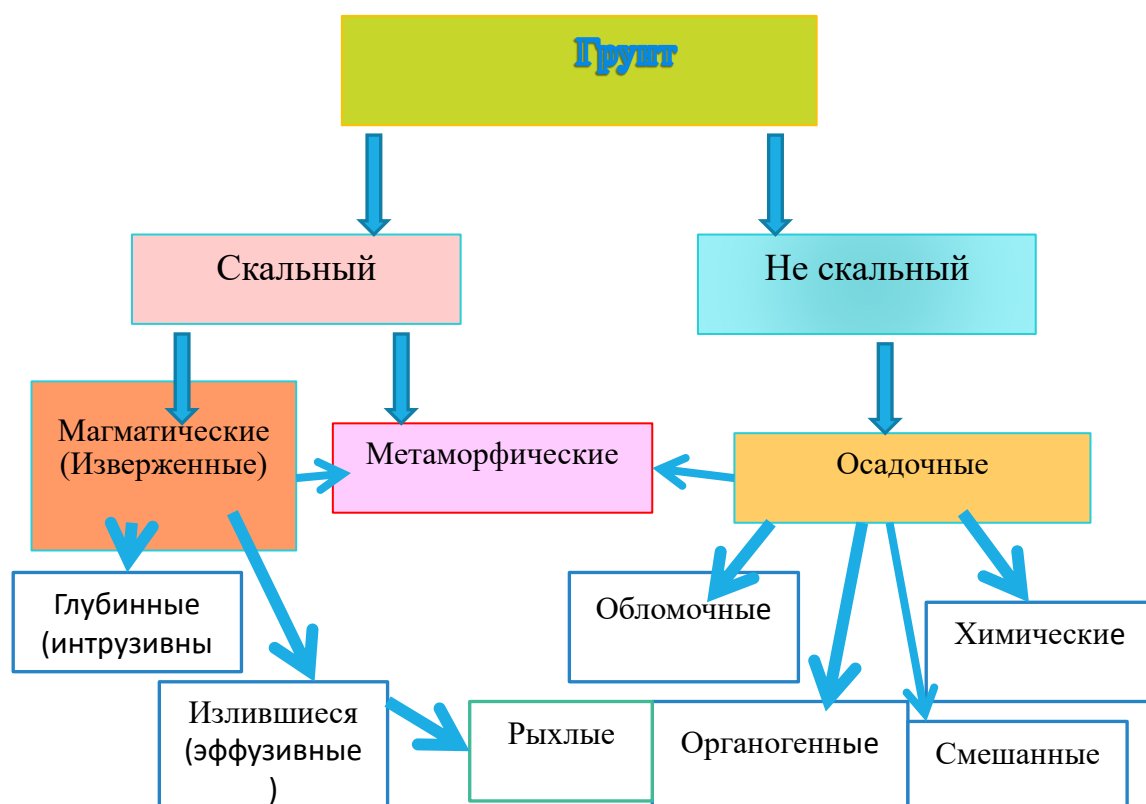 Грунт
Скальный
Не скальный
Магматические
(Изверженные)
Метаморфические
Осадочные
Глубинные
(интрузивны
Обломочные
Химические
Излившиеся
(эффузивные
)
Рыхлые
Органогенные
Смешанные